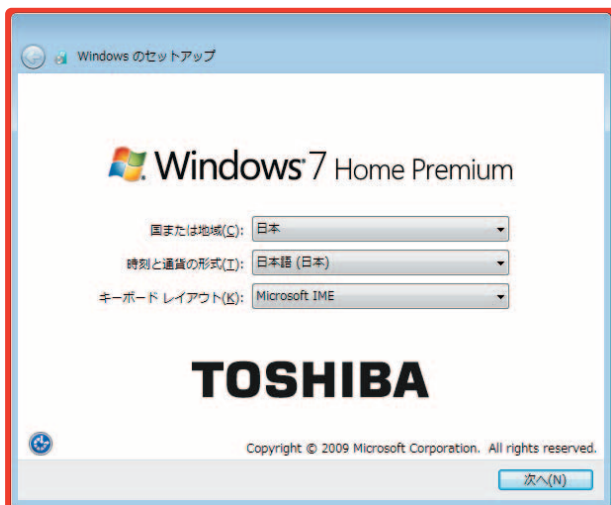 Windows のセットアップ
Windows 7 Home Premium
国または地域(C): 日本
時刻と通貨の形式(T): 日本語 (日本)
キーボード レイアウト(K): Microsoft IME
TOSHIBA
Copyright © 2009 Microsoft Corporation. All rights reserved.
次へ(N)